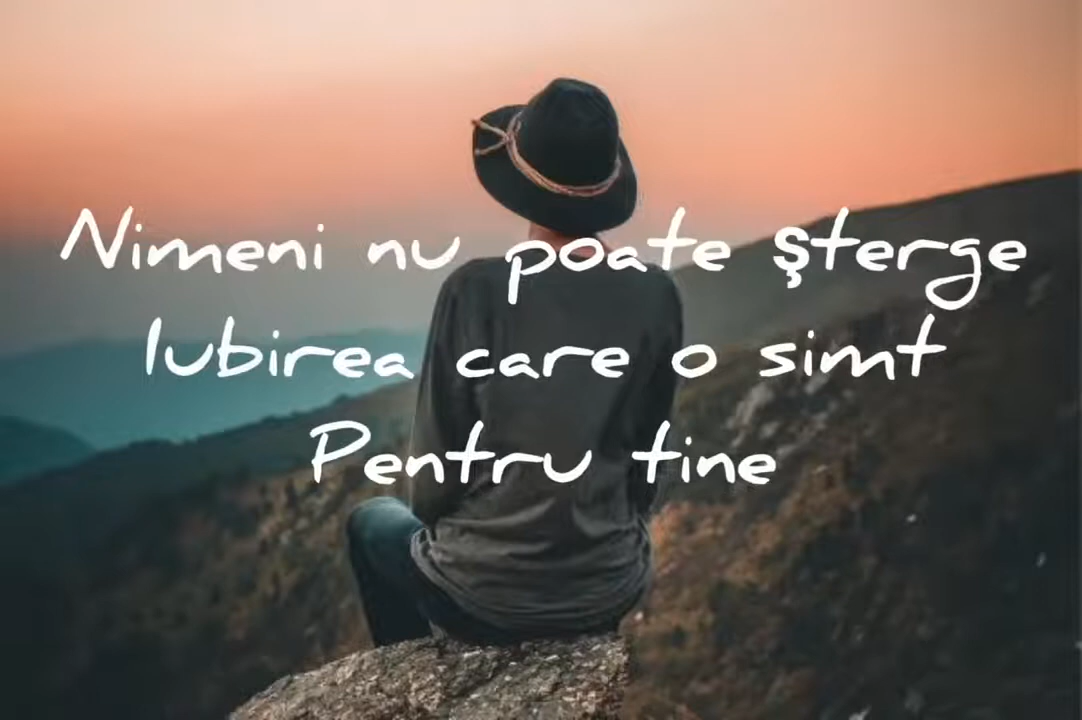 Nimeni nu poate şterge
Iubirea care o simt
Pentru tine